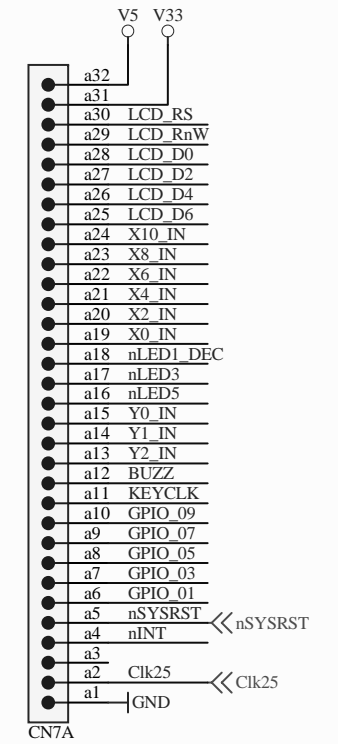 V5 V33
a32
a31
a30 LCD_RS
a29 LCD_RnW
a28 LCD_D0
a27 LCD_D2
a26 LCD_D4
a25 LCD_D6
a24 X10_IN
a23 X8_IN
a22 X6_IN
a21 X4_IN
a20 X2_IN
a19 X0_IN
a18 nLED1_DEC
a17 nLED3
a16 nLED5
a15 Y0_IN
a14 Y1_IN
a13 Y2_IN
a12 BUZZ
a11 KEYCLK
a10 GPIO_09
a9 GPIO_07
a8 GPIO_05
a7 GPIO_03
a6 GPIO_01
a5 nSYSRST nSYSRST
a4 nINT
a3
a2 Clk25 Clk25
a1 GND
CN7A